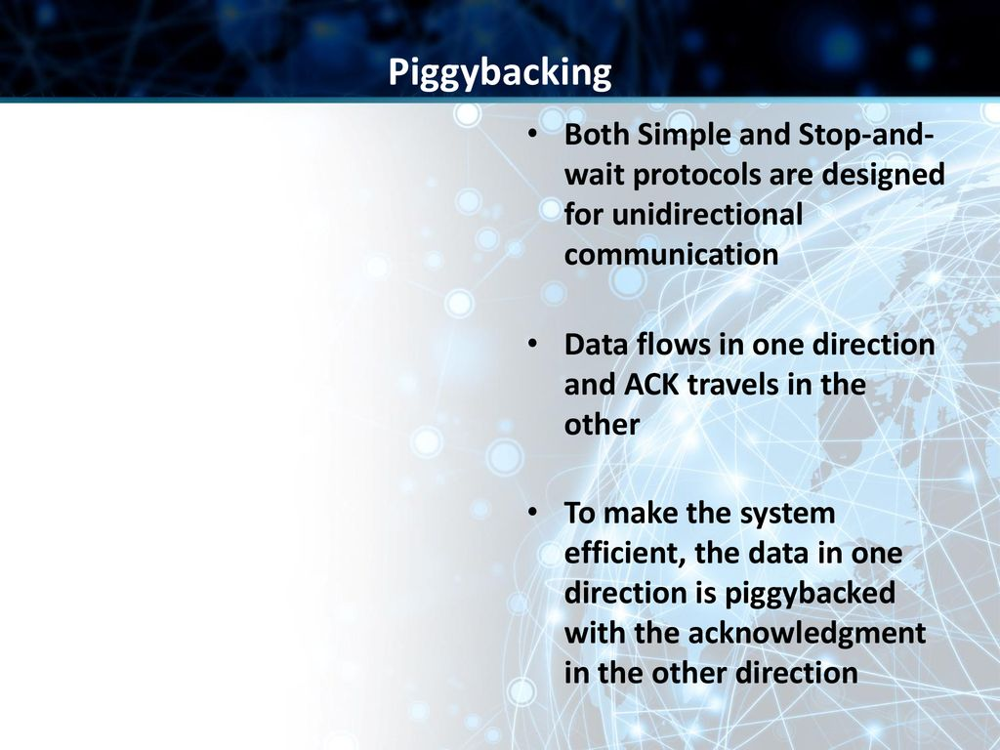 Piggybacking
• Both Simple and Stop-and-
wait protocols are designed
for unidirectional
communication
• Data flows in one direction
and ACK travels in the
other
• To make the system
efficient, the data in one
direction is piggybacked
with the acknowledgment
in the other direction